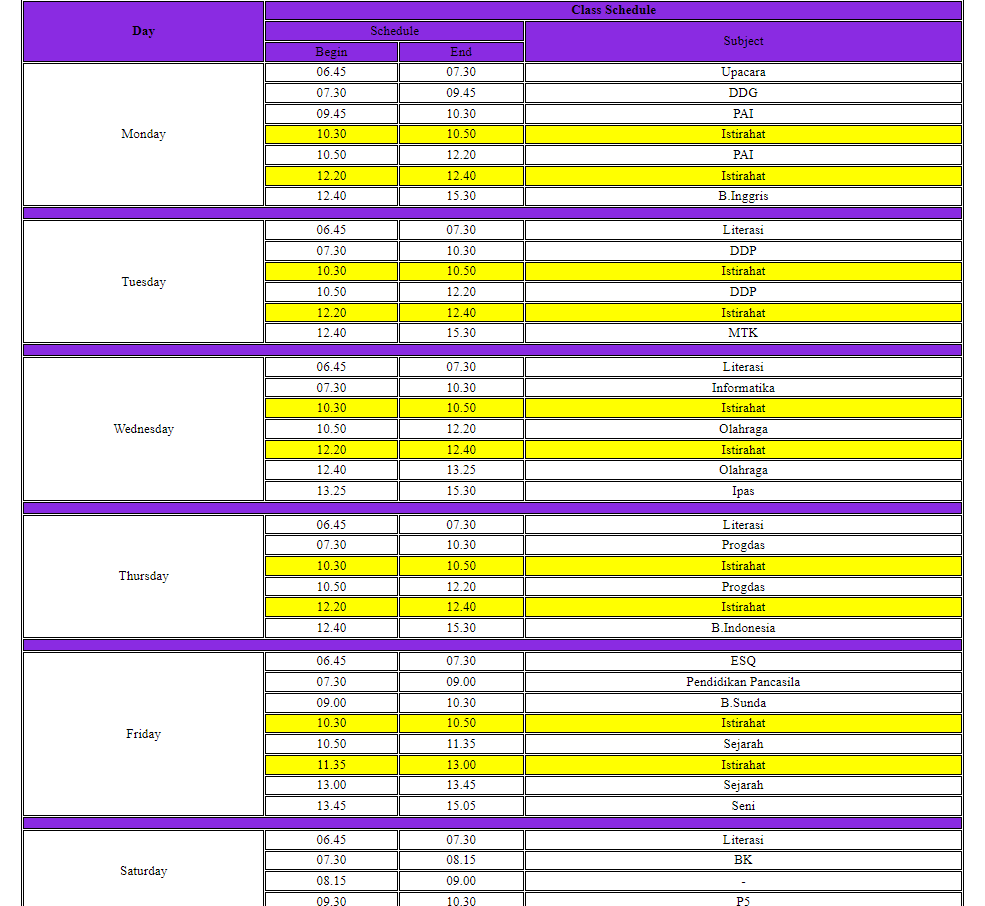 Day Class Schedule
Schedule Subject
Begin End
Monday
06.45 07.30 Upacara
07.30 09.45 DDG
09.45 10.30 PAI
10.30 10.50 Istirahat
10.50 12.20 PAI
12.20 12.40 Istirahat
12.40 15.30 B.Inggris
Tuesday
06.45 07.30 Literasi
07.30 10.30 DDP
10.30 10.50 Istirahat
10.50 12.20 DDP
12.20 12.40 Istirahat
12.40 15.30 MTK
Wednesday
06.45 07.30 Literasi
07.30 10.30 Informatika
10.30 10.50 Istirahat
10.50 12.20 Olahraga
12.20 12.40 Istirahat
12.40 13.25 Olahraga
13.25 15.30 Ipas
Thursday
06.45 07.30 Literasi
07.30 10.30 Progdas
10.30 10.50 Istirahat
10.50 12.20 Progdas
12.20 12.40 Istirahat
12.40 15.30 B.Indonesia
Friday
06.45 07.30 ESQ
07.30 09.00 Pendidikan Pancasila
09.00 10.30 B.Sunda
10.30 10.50 Istirahat
10.50 11.35 Sejarah
11.35 13.00 Istirahat
13.00 13.45 Sejarah
13.45 15.05 Seni
Saturday
06.45 07.30 Literasi
07.30 08.15 BK
08.15 09.00 -
09.30 10.30 P5